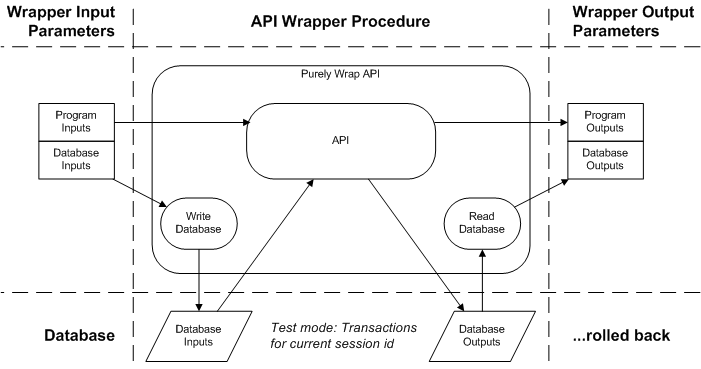 Wrapper Input
Parameters
API Wrapper Procedure
Wrapper Output
Parameters
Purely Wrap API
Program
Inputs
Database
Inputs
API
Program
Outputs
Database
Outputs
Write
Database
Read
Database
Database
Database
Inputs
Test mode: Transactions
for current session id
Database
Outputs
...rolled back